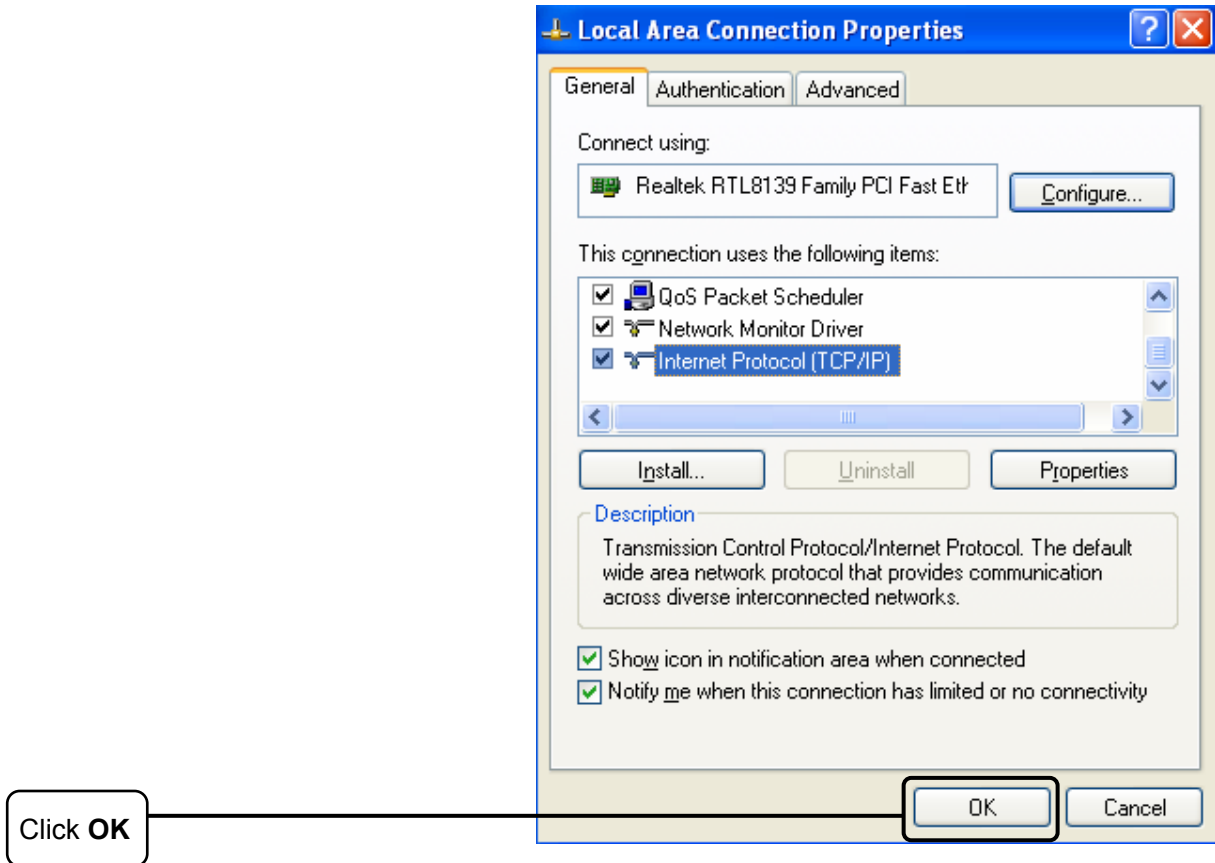 Local Area Connection Properties
General
Authentication
Advanced
Connect using:
Realtek RTL8139 Family PCI Fast Eth
Configure...
This connection uses the following items:
QoS Packet Scheduler
Network Monitor Driver
Internet Protocol (TCP/IP)
Install...
Uninstall
Properties
Description
Transmission Control Protocol/Internet Protocol. The default
wide area network protocol that provides communication
across diverse interconnected networks.
Show icon in notification area when connected
Notify me when this connection has limited or no connectivity
OK
Cancel
Click OK